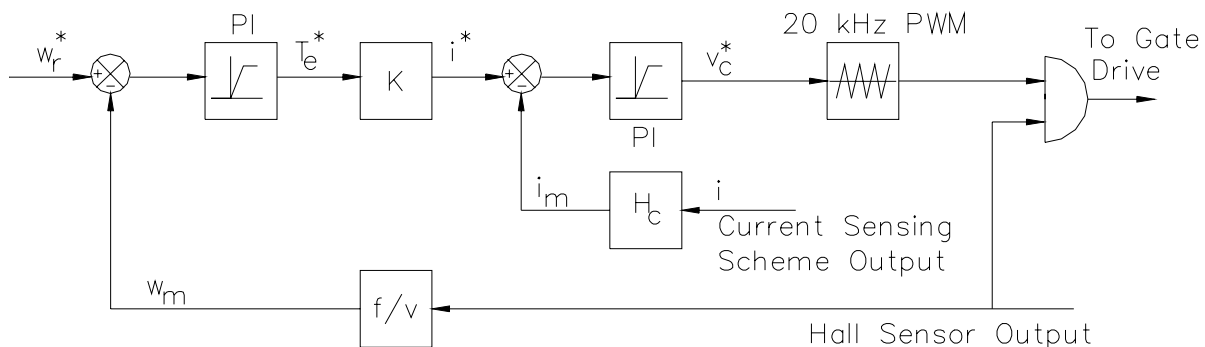 PI
20 kHz PWM
w_r^*
T_e^*
K
i^*
v_c^*
To Gate
Drive
+
−
+
−
PI
i_m
H_c
i
Current Sensing
Scheme Output
w_m
f/v
Hall Sensor Output